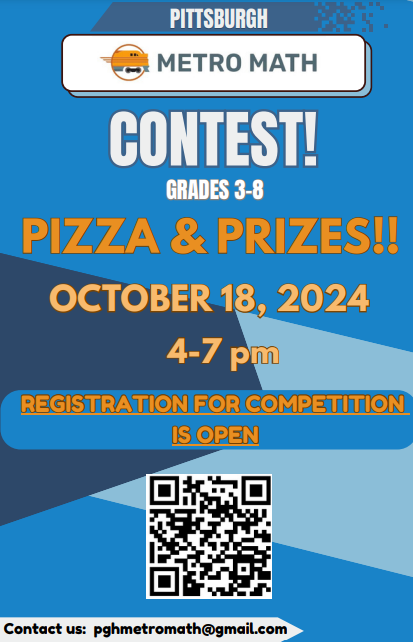 PITTSBURGH
METRO MATH
CONTEST!
GRADES 3-8
PIZZA & PRIZES!!
OCTOBER 18, 2024
4-7 pm
REGISTRATION FOR COMPETITION
IS OPEN
Contact us: pghmetromath@gmail.com